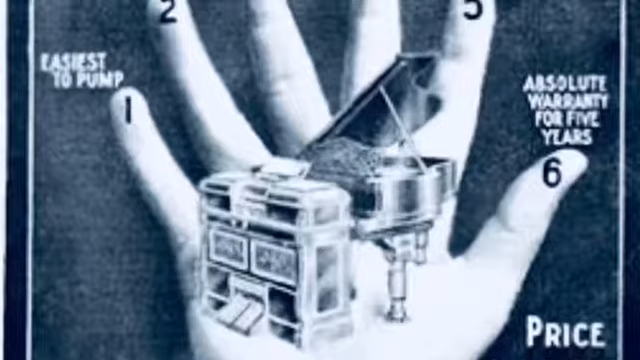 2
5
EASIEST
TO PUMP
1
ABSOLUTE
WARRANTY
FOR FIVE
YEARS
6
PRICE